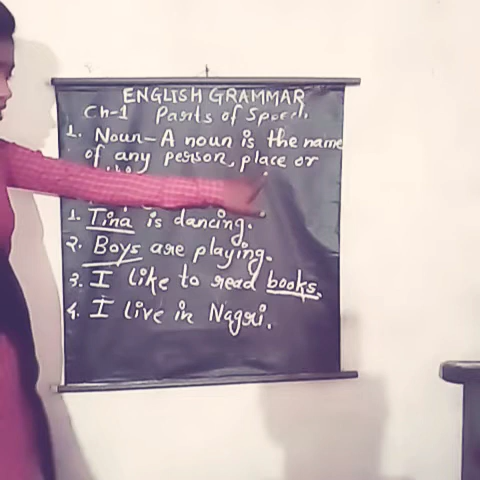 ENGLISH GRAMMAR
Ch-1 Parts of Speech.
1. Noun - A noun is the name
of any person, place or
1. Tina is dancing.
2. Boys are playing.
3. I like to read books.
4. I live in Nagri.